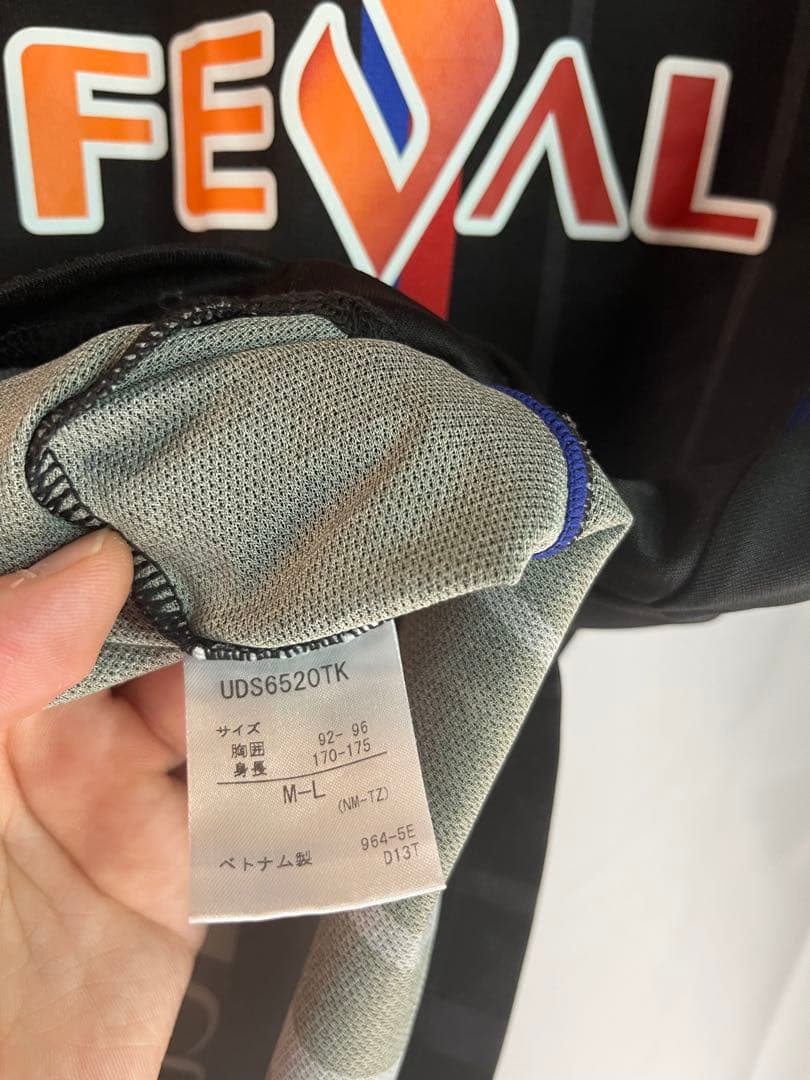 FEVAL
UDS6520TK
サイズ
胸囲 92- 96
身長 170-175
M-L
(NM-TZ)
964-5E
ベトナム製 D13T